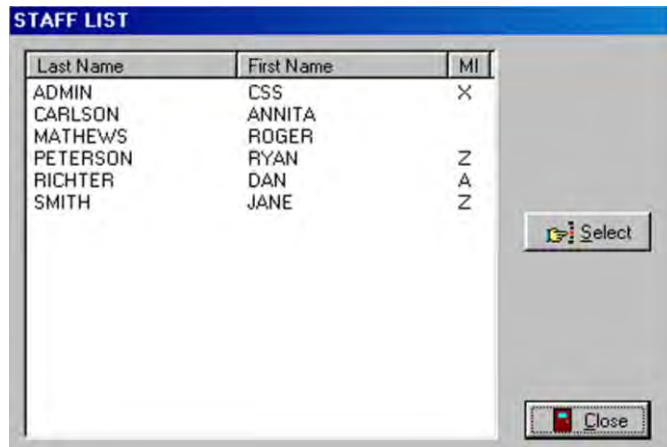 STAFF LIST
Last Name First Name MI
ADMIN CSS X
CARLSON ANNITA
MATHEWS ROGER
PETERSON RYAN Z
RICHTER DAN A
SMITH JANE Z
Select
Close